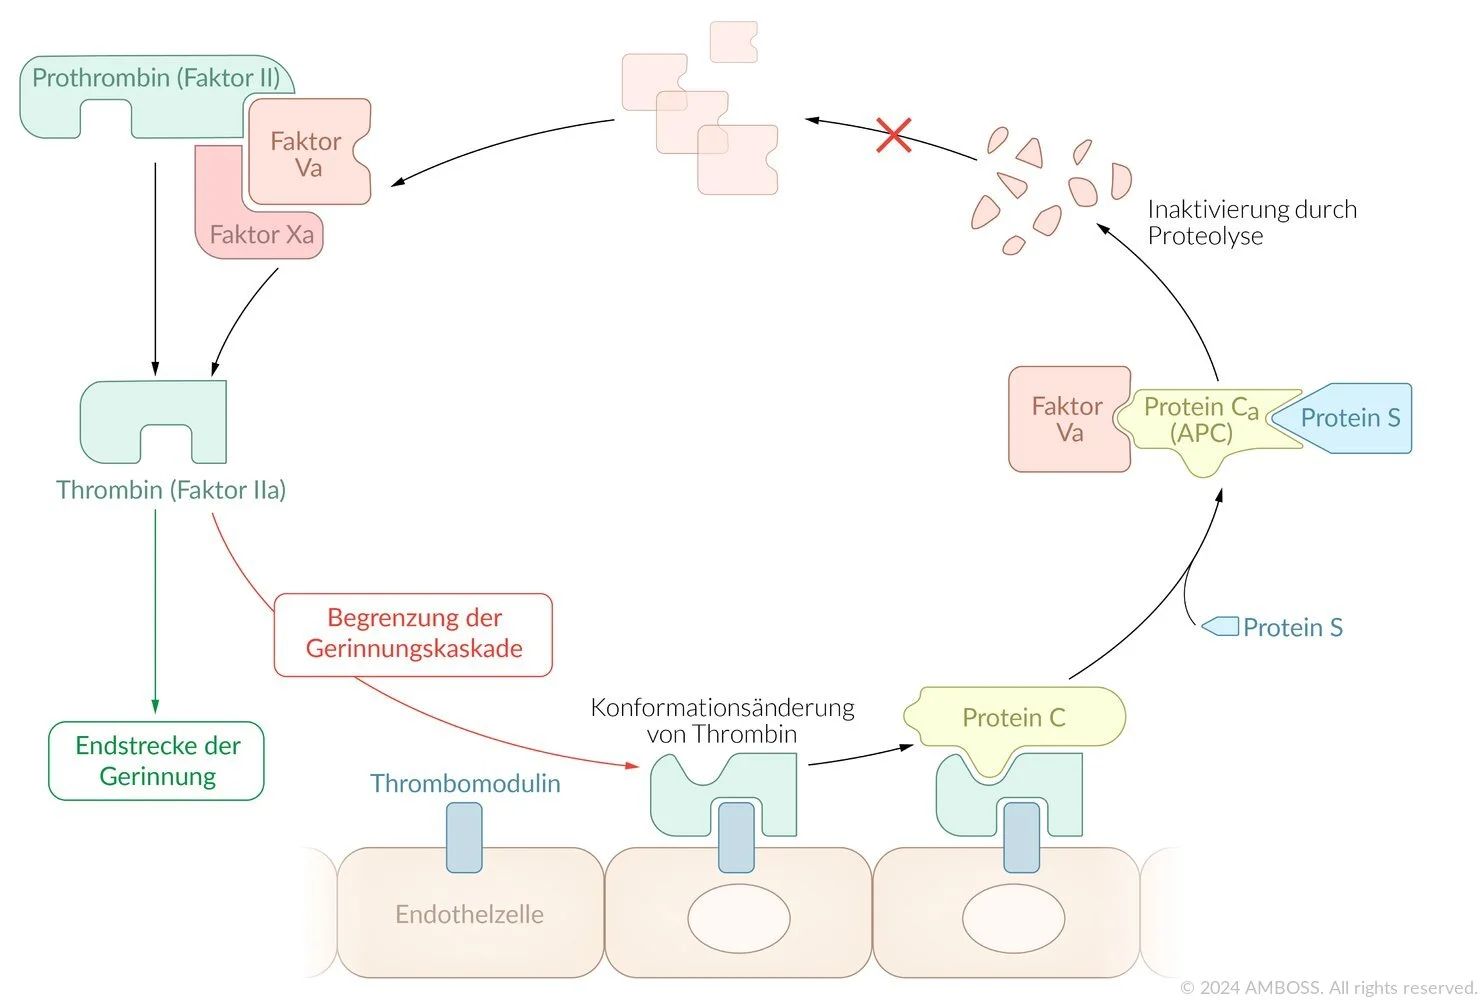 Prothrombin (Faktor II)
Faktor
Va
Faktor Xa
Inaktivierung durch
Proteolyse
Faktor
Va
Protein Ca
(APC)
Protein S
Thrombin (Faktor IIa)
Begrenzung der
Gerinnungskaskade
Protein S
Endstrecke der
Gerinnung
Konformationsänderung
von Thrombin
Protein C
Thrombomodulin
Endothelzelle
© 2024 AMBOSS. All rights reserved.